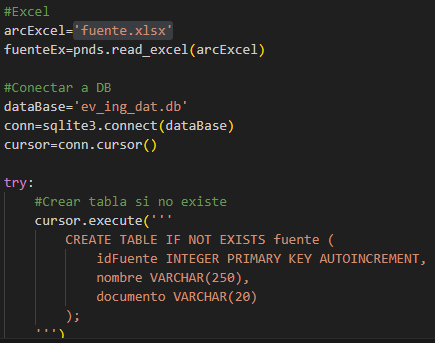 #Excel
arcExcel='fuente.xlsx'
fuenteEx=pnds.read_excel(arcExcel)
#Conectar a DB
dataBase='ev_ing_dat.db'
conn=sqlite3.connect(dataBase)
cursor=conn.cursor()
try:
#Crear tabla si no existe
cursor.execute('''
CREATE TABLE IF NOT EXISTS fuente (
idFuente INTEGER PRIMARY KEY AUTOINCREMENT,
nombre VARCHAR(250),
documento VARCHAR(20)
);
''')